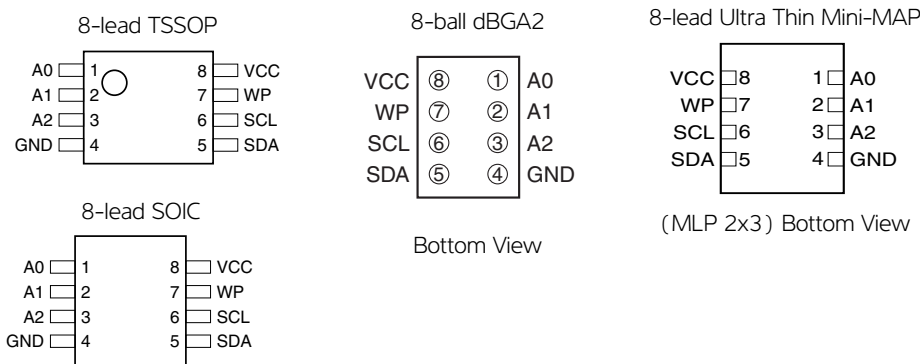 8-lead TSSOP
A0 1 8 VCC
A1 2 7 WP
A2 3 6 SCL
GND 4 5 SDA
8-ball dBGA2
VCC 8 1 A0
WP 7 2 A1
SCL 6 3 A2
SDA 5 4 GND
Bottom View
8-lead Ultra Thin Mini-MAP
VCC 8 1 A0
WP 7 2 A1
SCL 6 3 A2
SDA 5 4 GND
(MLP 2x3) Bottom View
8-lead SOIC
A0 1 8 VCC
A1 2 7 WP
A2 3 6 SCL
GND 4 5 SDA